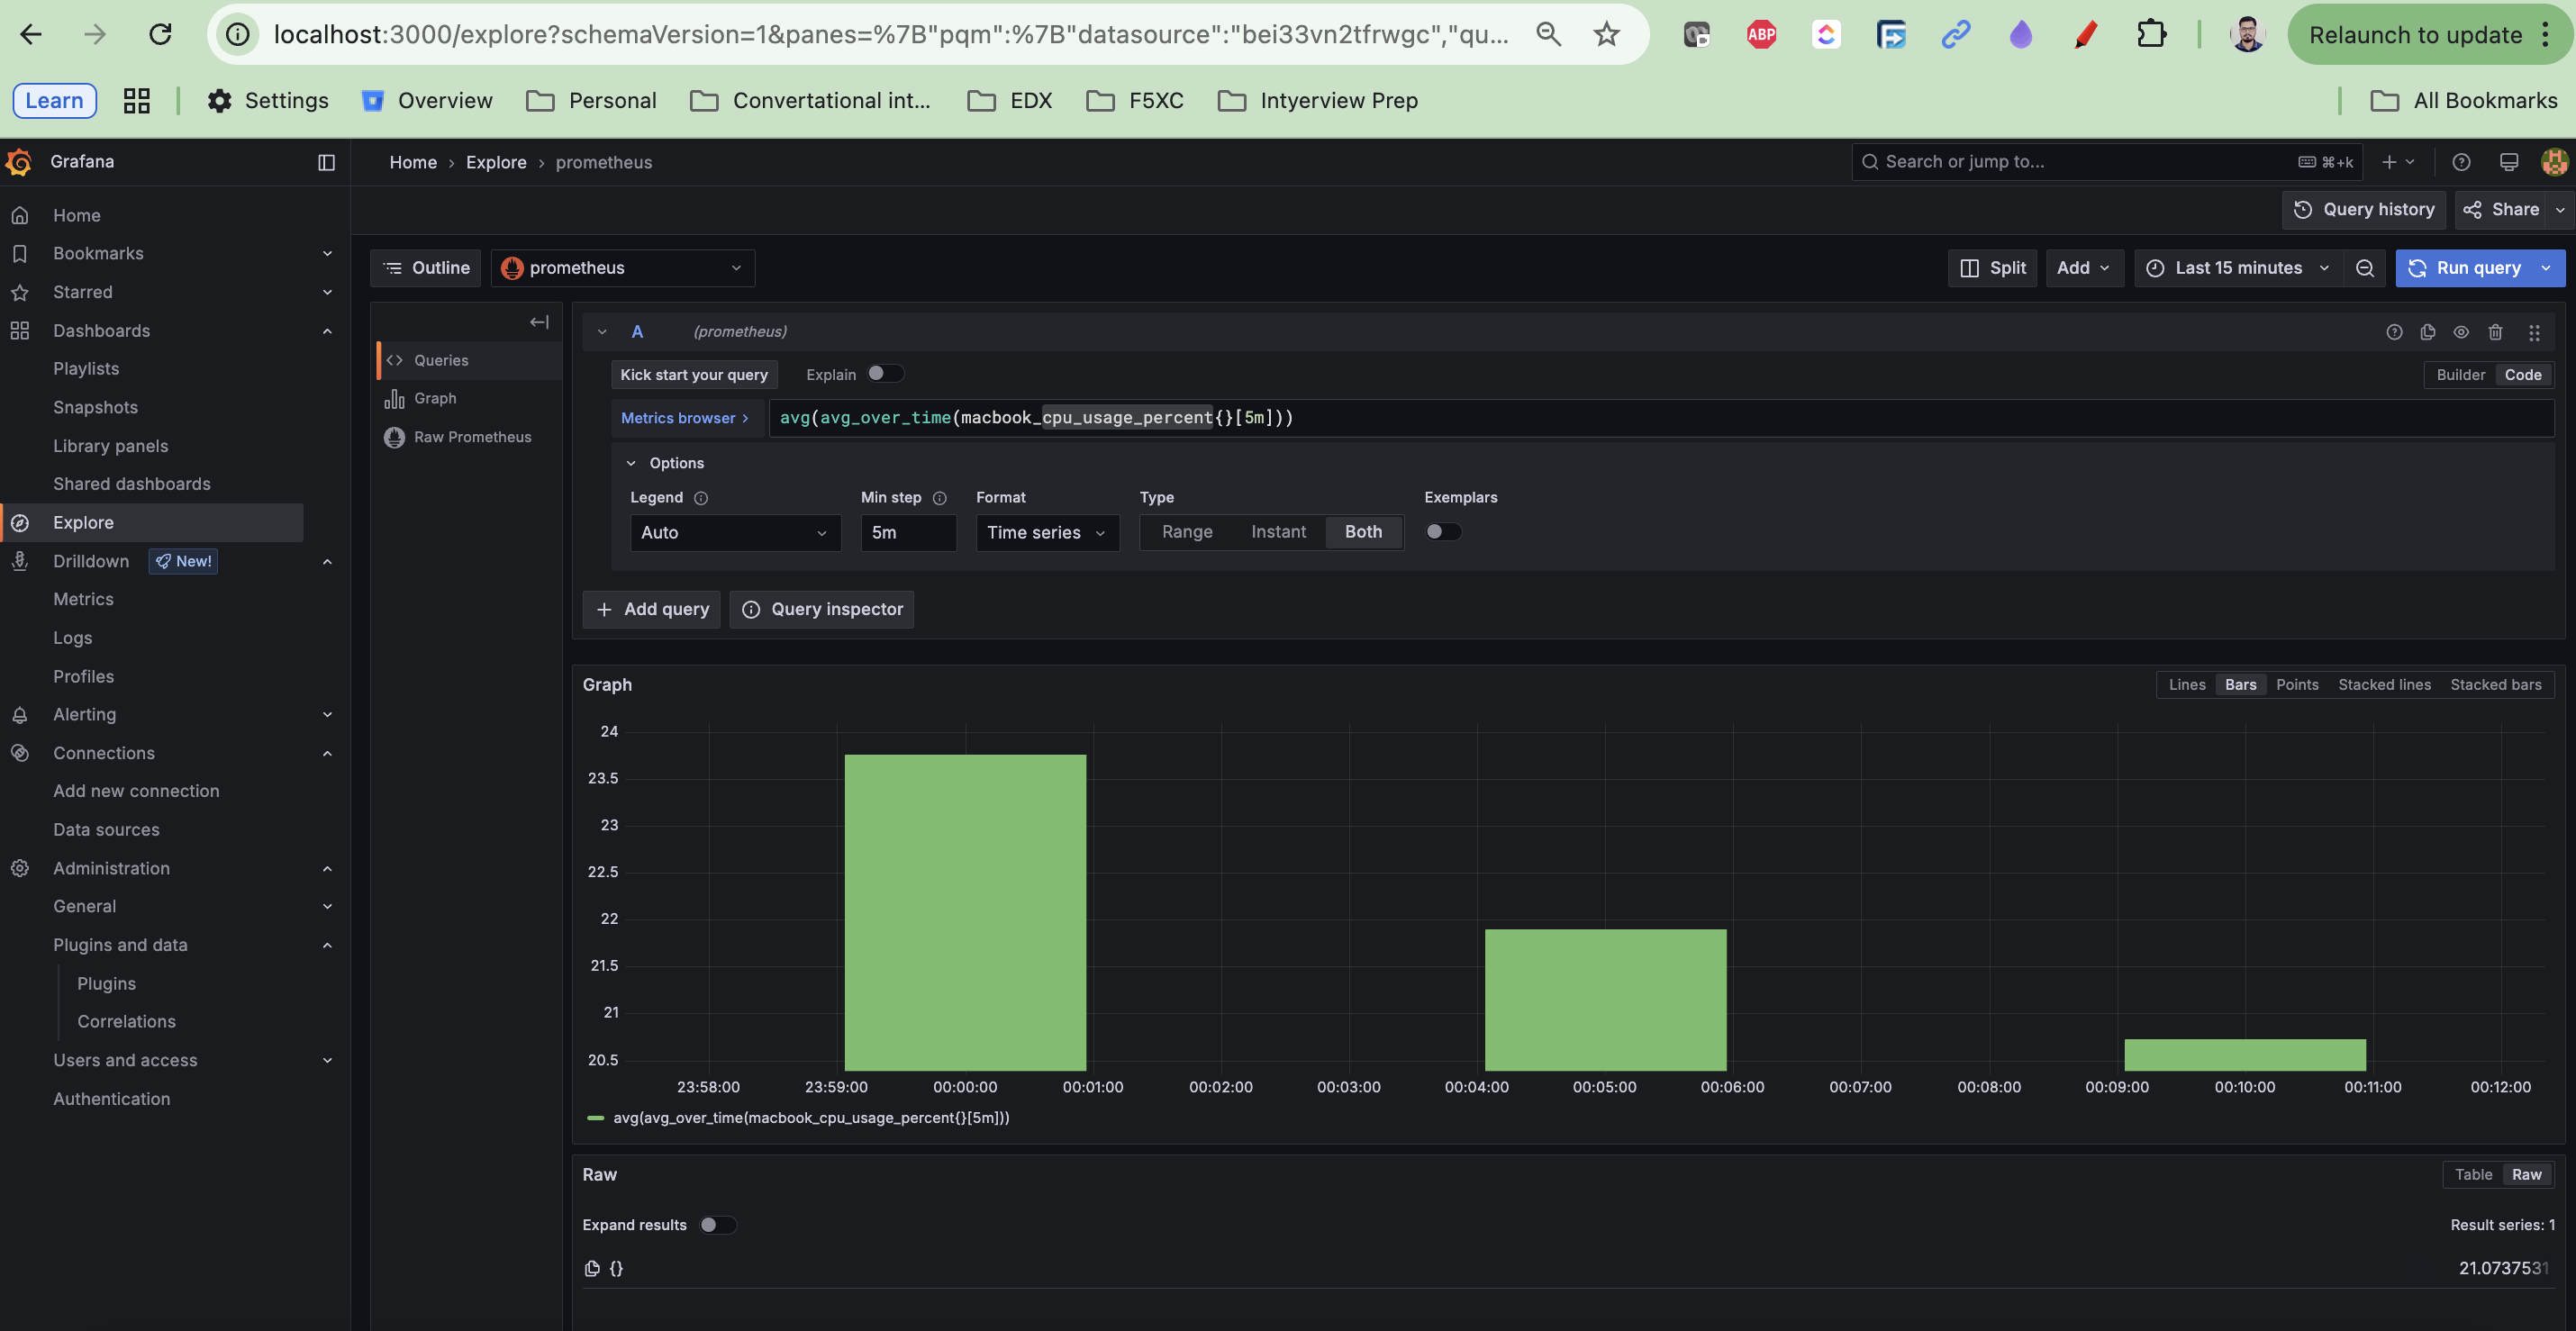 localhost:3000/explore?schemaVersion=1&panes=%7B"pqm":%7B"datasource":"bei33vn2tfrwgc","qu...
ABP
Relaunch to update
Learn
Settings
Overview
Personal
Convertational int...
EDX
F5XC
Intyerview Prep
All Bookmarks
Grafana
Home › Explore › prometheus
Search or jump to...
⌘+k
Home
Bookmarks
Starred
Dashboards
Playlists
Snapshots
Library panels
Shared dashboards
Explore
Drilldown
New!
Metrics
Logs
Profiles
Alerting
Connections
Add new connection
Data sources
Administration
General
Plugins and data
Plugins
Correlations
Users and access
Authentication
Query history
Share
Outline
prometheus
Split
Add
Last 15 minutes
Run query
Queries
Graph
Raw Prometheus
A
(prometheus)
Kick start your query
Explain
Builder
Code
Metrics browser >
avg(avg_over_time(macbook_cpu_usage_percent{}[5m]))
Options
Legend
Min step
Format
Type
Exemplars
Auto
5m
Time series
Range
Instant
Both
+ Add query
Query inspector
Graph
Lines
Bars
Points
Stacked lines
Stacked bars
24
23.5
23
22.5
22
21.5
21
20.5
23:58:00
23:59:00
00:00:00
00:01:00
00:02:00
00:03:00
00:04:00
00:05:00
00:06:00
00:07:00
00:08:00
00:09:00
00:10:00
00:11:00
00:12:00
avg(avg_over_time(macbook_cpu_usage_percent{}[5m]))
Raw
Table
Raw
Expand results
Result series: 1
{}
21.0737531